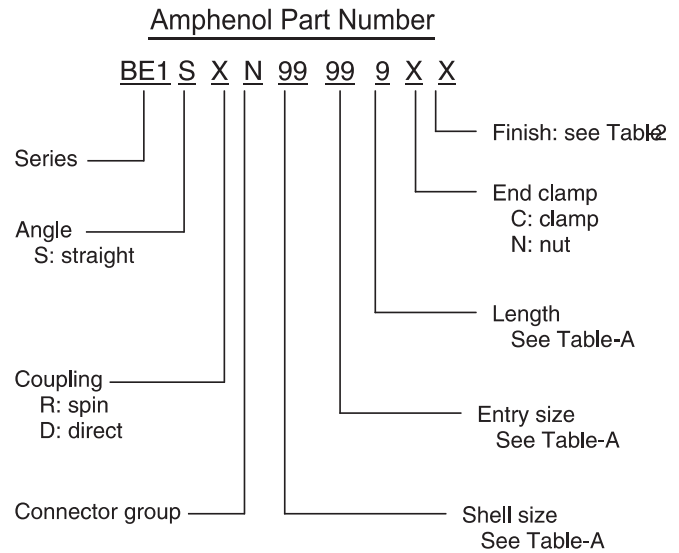 Amphenol Part Number
BE1 S X N 99 99 9 X X
Finish: see Table-2
Series
End clamp
C: clamp
N: nut
Angle
S: straight
Length
See Table-A
Coupling
R: spin
D: direct
Entry size
See Table-A
Connector group
Shell size
See Table-A